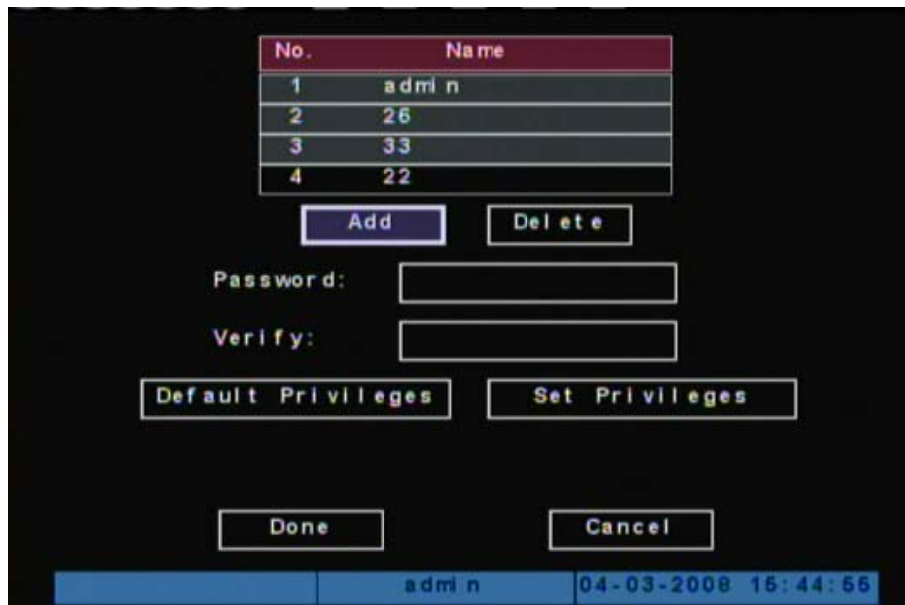 No. Name
1 admin
2 26
3 33
4 22
Add Delete
Password:
Verify:
Default Privileges Set Privileges
Done Cancel
admin 04-03-2008 15:44:55